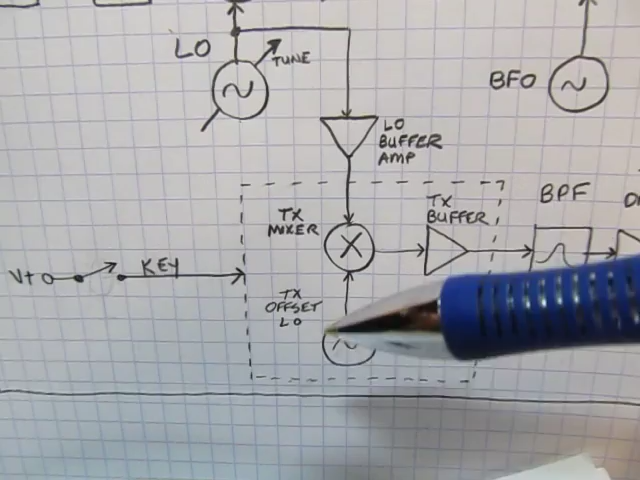 LO
TUNE
BFO
LO
BUFFER
AMP
TX
MIXER
TX
BUFFER
BPF
V+
KEY
TX
OFFSET
LO